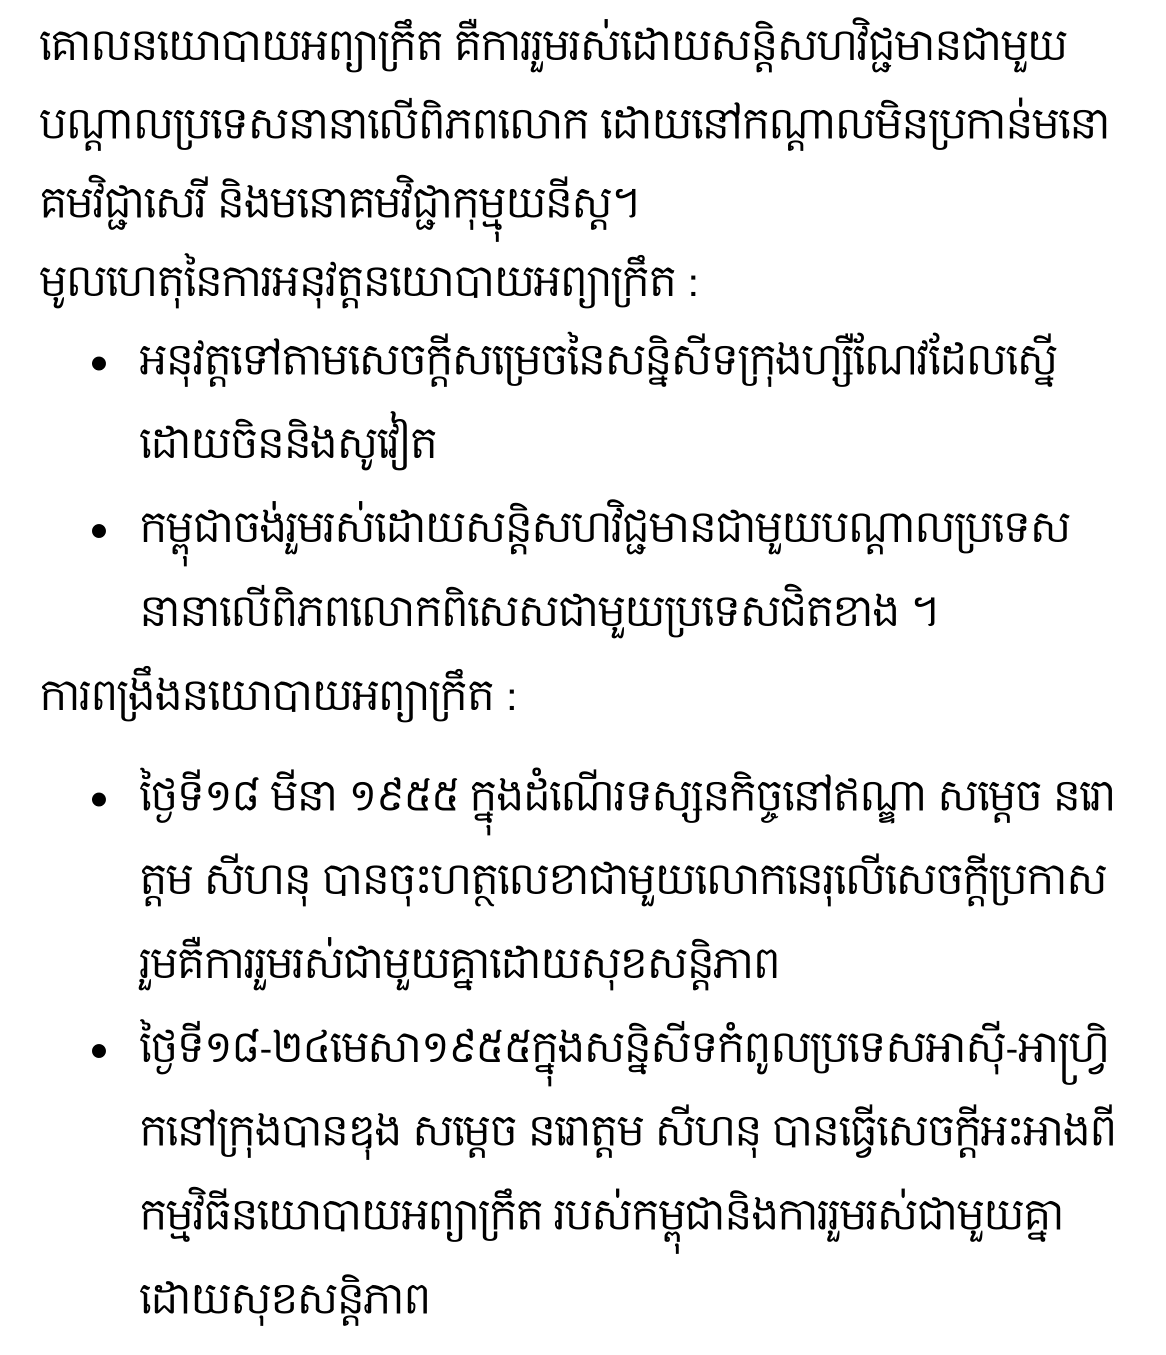 គោលនយោបាយអព្យាក្រឹត គឺការរួមរស់ដោយសន្តិសហវិជ្ជមានជាមួយ
បណ្តាលប្រទេសនានាលើពិភពលោក ដោយនៅកណ្តាលមិនប្រកាន់មនោ
គមវិជ្ជាសេរី និងមនោគមវិជ្ជាកុម្មុយនីស្ត។
មូលហេតុនៃការអនុវត្តនយោបាយអព្យាក្រឹត :
• អនុវត្តទៅតាមសេចក្តីសម្រេចនៃសន្និសីទក្រុងហ្សឺណែវដែលស្នើ
ដោយចិននិងសូវៀត
• កម្ពុជាចង់រួមរស់ដោយសន្តិសហវិជ្ជមានជាមួយបណ្តាលប្រទេស
នានាលើពិភពលោកពិសេសជាមួយប្រទេសជិតខាង ។
ការពង្រឹងនយោបាយអព្យាក្រឹត :
• ថ្ងៃទី១៨ មីនា ១៩៥៥ ក្នុងដំណើរទស្សនកិច្ចនៅឥណ្ឌា សម្តេច នរោ
ត្តម សីហនុ បានចុះហត្ថលេខាជាមួយលោកនេរុលើសេចក្តីប្រកាស
រួមគឺការរួមរស់ជាមួយគ្នាដោយសុខសន្តិភាព
• ថ្ងៃទី១៨-២៤មេសា១៩៥៥ក្នុងសន្និសីទកំពូលប្រទេសអាស៊ី-អាហ្វ្រិ
កនៅក្រុងបានឌុង សម្តេច នរោត្តម សីហនុ បានធ្វើសេចក្តីអះអាងពី
កម្មវិធីនយោបាយអព្យាក្រឹត របស់កម្ពុជានិងការរួមរស់ជាមួយគ្នា
ដោយសុខសន្តិភាព